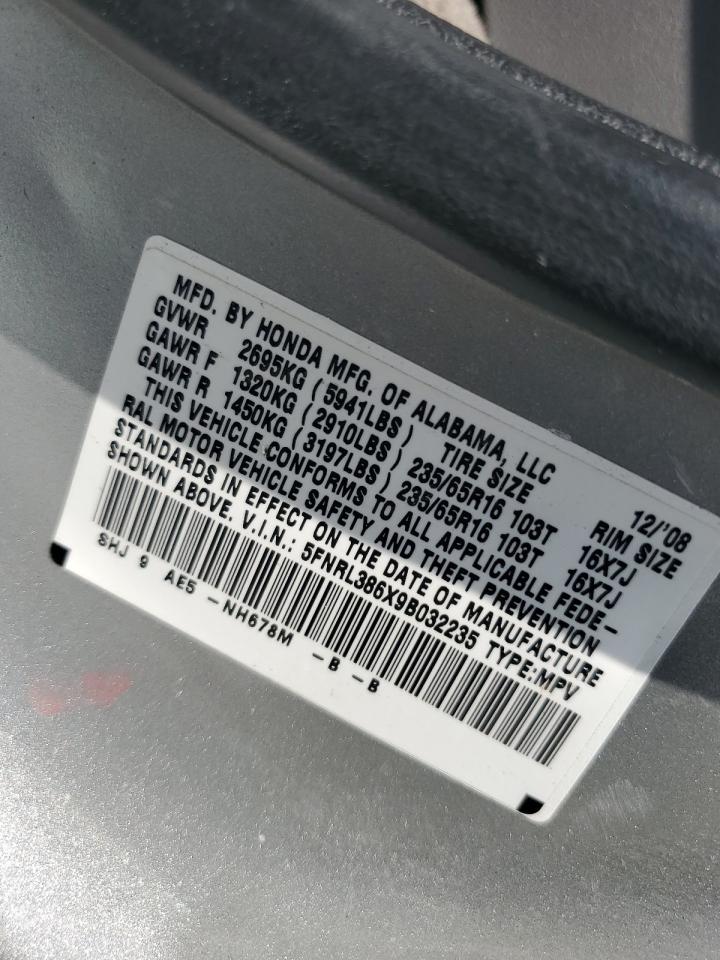 MFD. BY HONDA MFG. OF ALABAMA, LLC 12/'08
GVWR 2695KG (5941LBS) TIRE SIZE RIM SIZE
GAWR F 1320KG (2910LBS) 235/65R16 103T 16X7J
GAWR R 1450KG (3197LBS) 235/65R16 103T 16X7J
THIS VEHICLE CONFORMS TO ALL APPLICABLE FEDE-
RAL MOTOR VEHICLE SAFETY AND THEFT PREVENTION
STANDARDS IN EFFECT ON THE DATE OF MANUFACTURE
SHOWN ABOVE. V.I.N.: 5FNRL386X9B032235 TYPE:MPV
SHJ 9 AE5 -NH678M -B -B